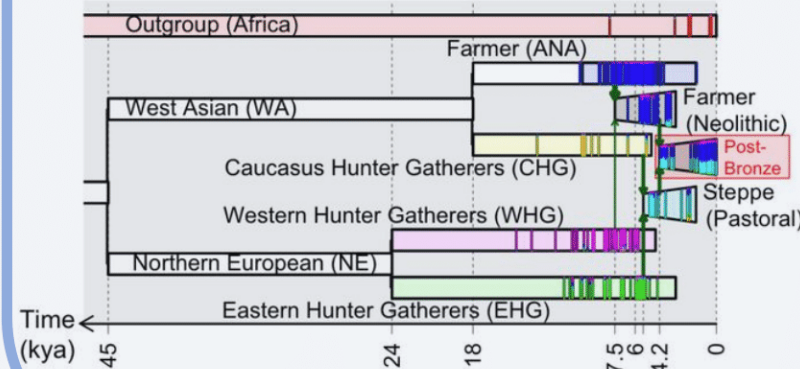 Outgroup (Africa)
Farmer (ANA)
West Asian (WA)
Farmer
(Neolithic)
Post-
Bronze
Caucasus Hunter Gatherers (CHG)
Steppe
(Pastoral)
Western Hunter Gatherers (WHG)
Northern European (NE)
Eastern Hunter Gatherers (EHG)
Time
(kya)
45
24
18
7.5
6
4.2
0